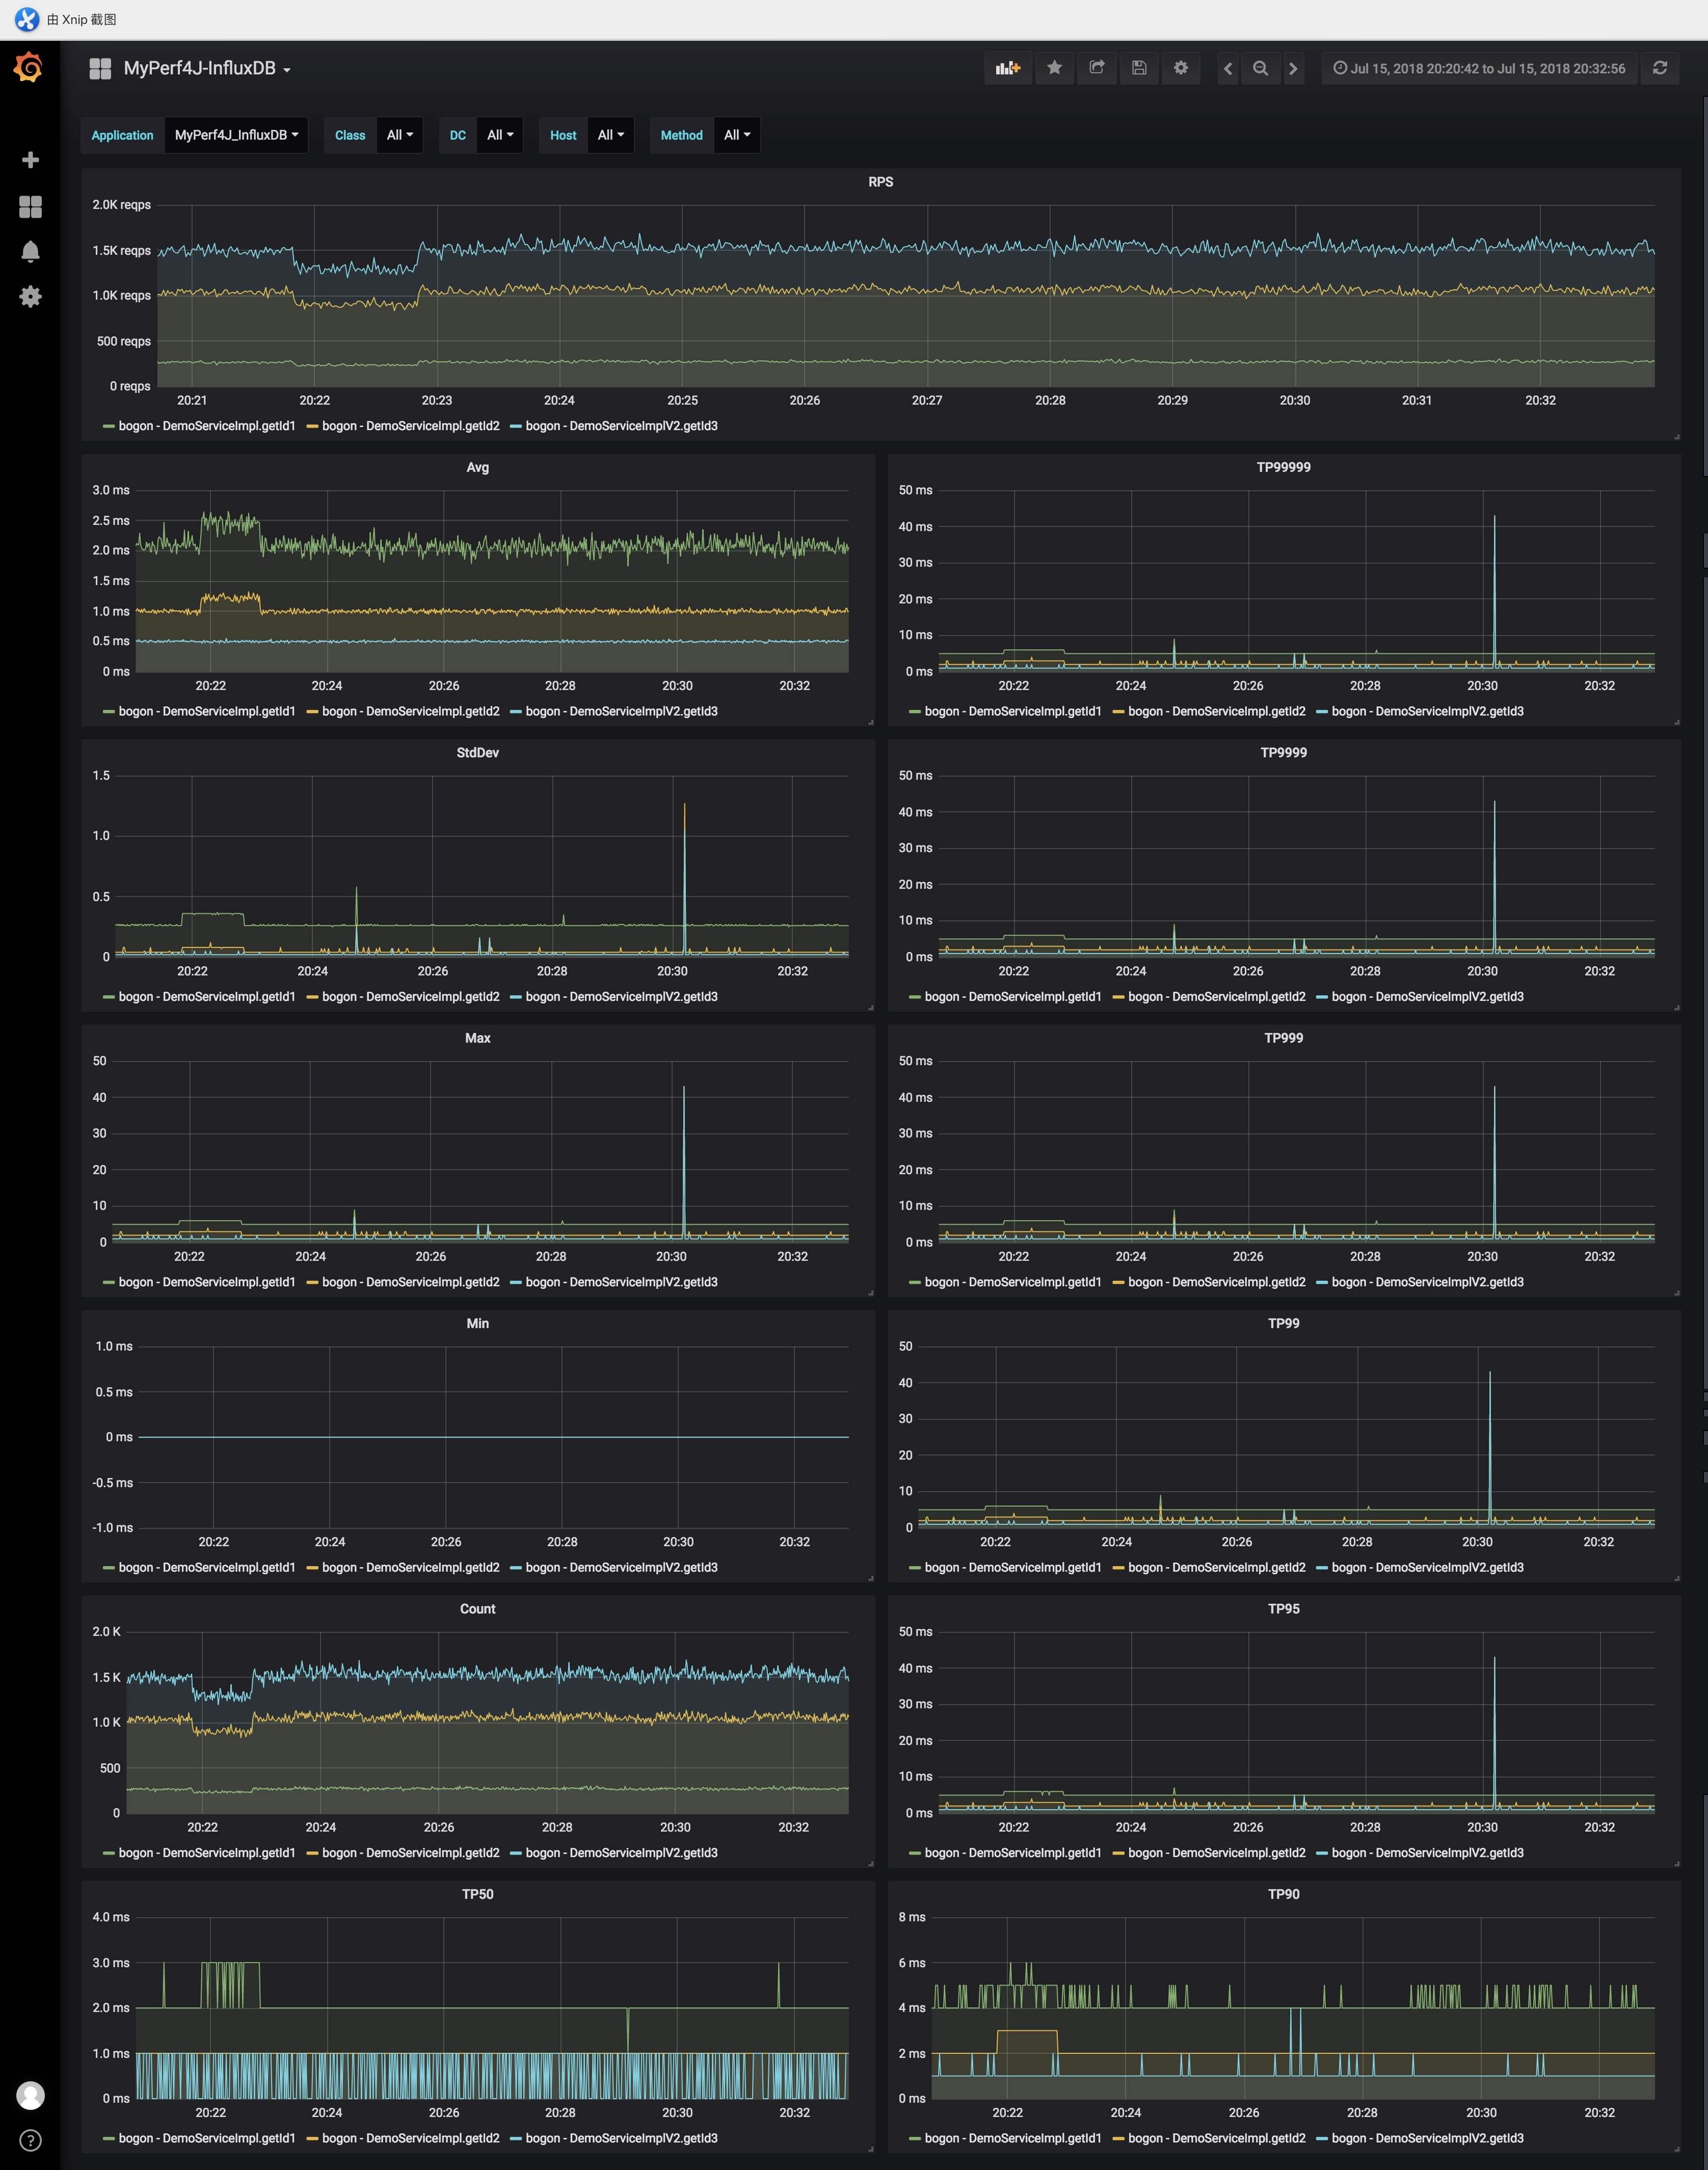 由 Xnip 截图
MyPerf4J-InfluxDB
Jul 15, 2018 20:20:42 to Jul 15, 2018 20:32:56
Application MyPerf4J_InfluxDB Class All DC All Host All Method All
RPS
2.0K reqps
1.5K reqps
1.0K reqps
500 reqps
0 reqps
20:21 20:22 20:23 20:24 20:25 20:26 20:27 20:28 20:29 20:30 20:31 20:32
bogon - DemoServiceImpl.getId1 bogon - DemoServiceImpl.getId2 bogon - DemoServiceImplV2.getId3
Avg
3.0 ms
2.5 ms
2.0 ms
1.5 ms
1.0 ms
0.5 ms
0 ms
20:22 20:24 20:26 20:28 20:30 20:32
bogon - DemoServiceImpl.getId1 bogon - DemoServiceImpl.getId2 bogon - DemoServiceImplV2.getId3
TP99999
50 ms
40 ms
30 ms
20 ms
10 ms
0 ms
20:22 20:24 20:26 20:28 20:30 20:32
bogon - DemoServiceImpl.getId1 bogon - DemoServiceImpl.getId2 bogon - DemoServiceImplV2.getId3
StdDev
1.5
1.0
0.5
0
20:22 20:24 20:26 20:28 20:30 20:32
bogon - DemoServiceImpl.getId1 bogon - DemoServiceImpl.getId2 bogon - DemoServiceImplV2.getId3
TP9999
50 ms
40 ms
30 ms
20 ms
10 ms
0 ms
20:22 20:24 20:26 20:28 20:30 20:32
bogon - DemoServiceImpl.getId1 bogon - DemoServiceImpl.getId2 bogon - DemoServiceImplV2.getId3
Max
50
40
30
20
10
0
20:22 20:24 20:26 20:28 20:30 20:32
bogon - DemoServiceImpl.getId1 bogon - DemoServiceImpl.getId2 bogon - DemoServiceImplV2.getId3
TP999
50 ms
40 ms
30 ms
20 ms
10 ms
0 ms
20:22 20:24 20:26 20:28 20:30 20:32
bogon - DemoServiceImpl.getId1 bogon - DemoServiceImpl.getId2 bogon - DemoServiceImplV2.getId3
Min
1.0 ms
0.5 ms
0 ms
-0.5 ms
-1.0 ms
20:22 20:24 20:26 20:28 20:30 20:32
bogon - DemoServiceImpl.getId1 bogon - DemoServiceImpl.getId2 bogon - DemoServiceImplV2.getId3
TP99
50
40
30
20
10
0
20:22 20:24 20:26 20:28 20:30 20:32
bogon - DemoServiceImpl.getId1 bogon - DemoServiceImpl.getId2 bogon - DemoServiceImplV2.getId3
Count
2.0 K
1.5 K
1.0 K
500
0
20:22 20:24 20:26 20:28 20:30 20:32
bogon - DemoServiceImpl.getId1 bogon - DemoServiceImpl.getId2 bogon - DemoServiceImplV2.getId3
TP95
50 ms
40 ms
30 ms
20 ms
10 ms
0 ms
20:22 20:24 20:26 20:28 20:30 20:32
bogon - DemoServiceImpl.getId1 bogon - DemoServiceImpl.getId2 bogon - DemoServiceImplV2.getId3
TP50
4.0 ms
3.0 ms
2.0 ms
1.0 ms
0 ms
20:22 20:24 20:26 20:28 20:30 20:32
bogon - DemoServiceImpl.getId1 bogon - DemoServiceImpl.getId2 bogon - DemoServiceImplV2.getId3
TP90
8 ms
6 ms
4 ms
2 ms
0 ms
20:22 20:24 20:26 20:28 20:30 20:32
bogon - DemoServiceImpl.getId1 bogon - DemoServiceImpl.getId2 bogon - DemoServiceImplV2.getId3